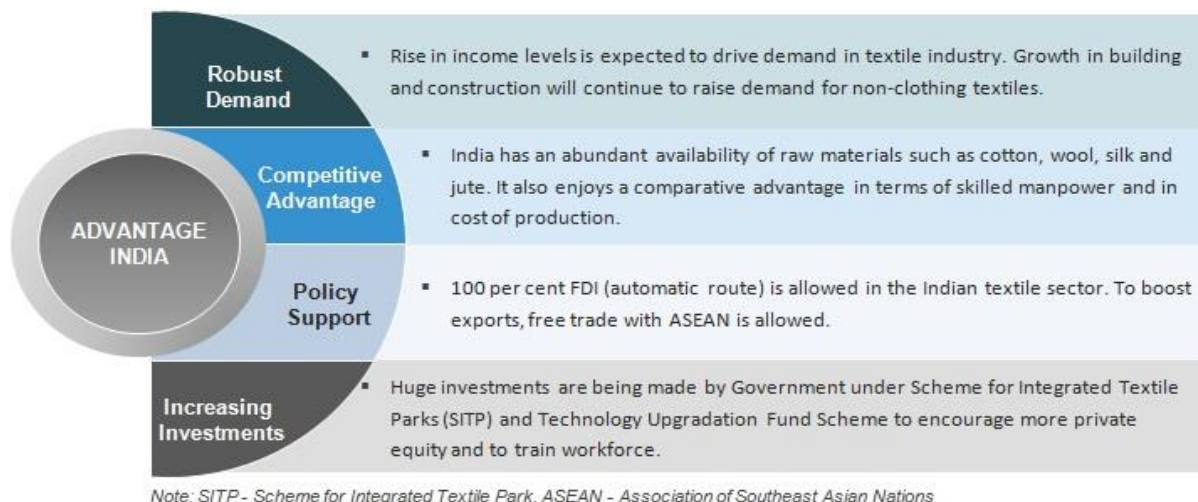 Robust
Demand
▪ Rise in income levels is expected to drive demand in textile industry. Growth in building
and construction will continue to raise demand for non-clothing textiles.
ADVANTAGE
INDIA
Competitive
Advantage
▪ India has an abundant availability of raw materials such as cotton, wool, silk and
jute. It also enjoys a comparative advantage in terms of skilled manpower and in
cost of production.
Policy
Support
▪ 100 per cent FDI (automatic route) is allowed in the Indian textile sector. To boost
exports, free trade with ASEAN is allowed.
Increasing
Investments
▪ Huge investments are being made by Government under Scheme for Integrated Textile
Parks (SITP) and Technology Upgradation Fund Scheme to encourage more private
equity and to train workforce.
Note: SITP - Scheme for Integrated Textile Park, ASEAN - Association of Southeast Asian Nations